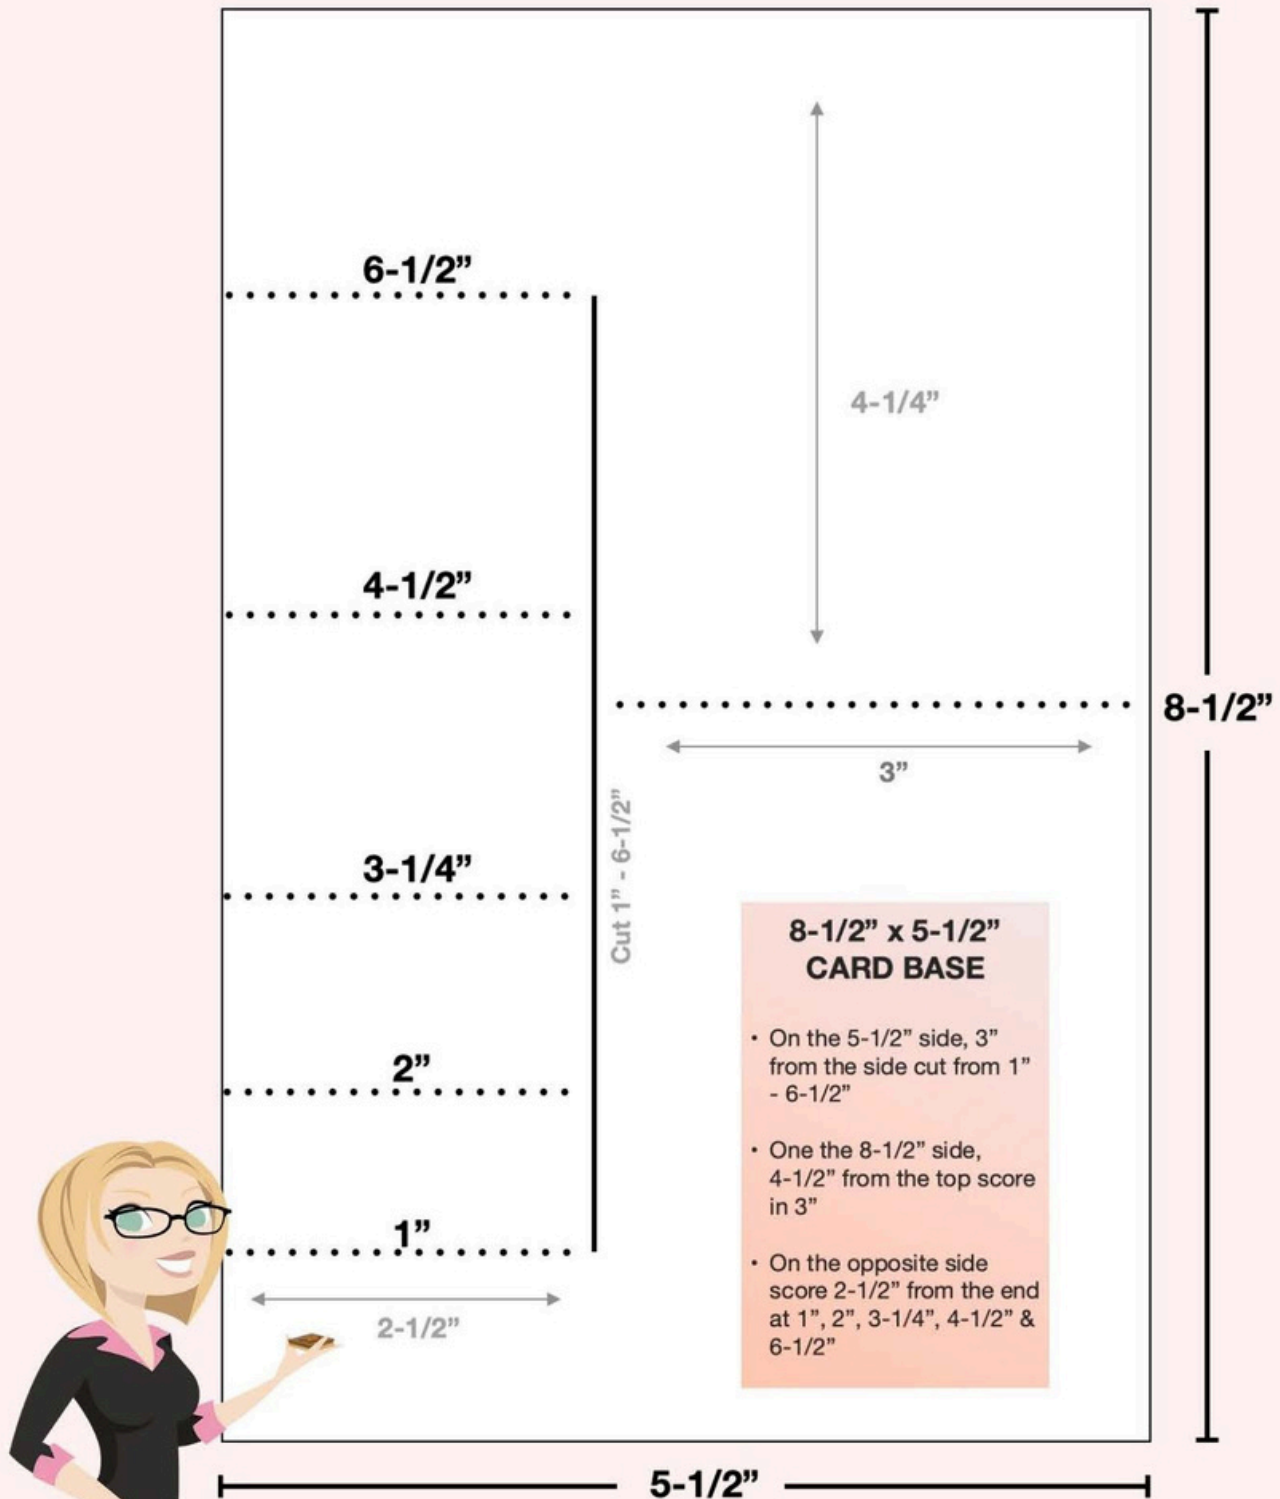 6-1/2”
4-1/4”
4-1/2”
8-1/2”
3”
Cut 1” - 6-1/2”
3-1/4”
2”
1”
2-1/2”
8-1/2” x 5-1/2”
CARD BASE
• On the 5-1/2” side, 3”
from the side cut from 1”
- 6-1/2”
• One the 8-1/2” side,
4-1/2” from the top score
in 3”
• On the opposite side
score 2-1/2” from the end
at 1”, 2”, 3-1/4”, 4-1/2” &
6-1/2”
5-1/2”